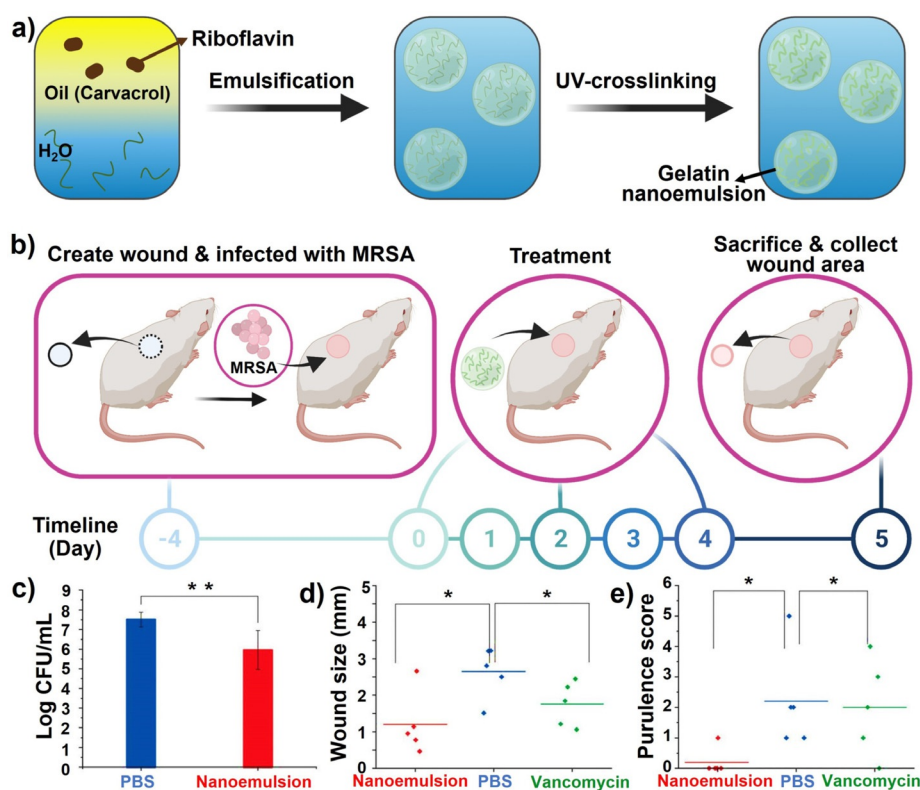 a)
Riboflavin
Oil (Carvacrol)
H₂O
Emulsification
UV-crosslinking
Gelatin
nanoemulsion
b)
Create wound & infected with MRSA
MRSA
Treatment
Sacrifice & collect
wound area
Timeline
(Day)
-4
0
1
2
3
4
5
c)
Log CFU/mL
9
8
7
6
5
4
3
2
1
0
* *
PBS
Nanoemulsion
d)
Wound size (mm)
5
4
3
2
1
0
*
*
Nanoemulsion
PBS
Vancomycin
e)
Purulence score
6
5
4
3
2
1
0
*
*
Nanoemulsion
PBS
Vancomycin